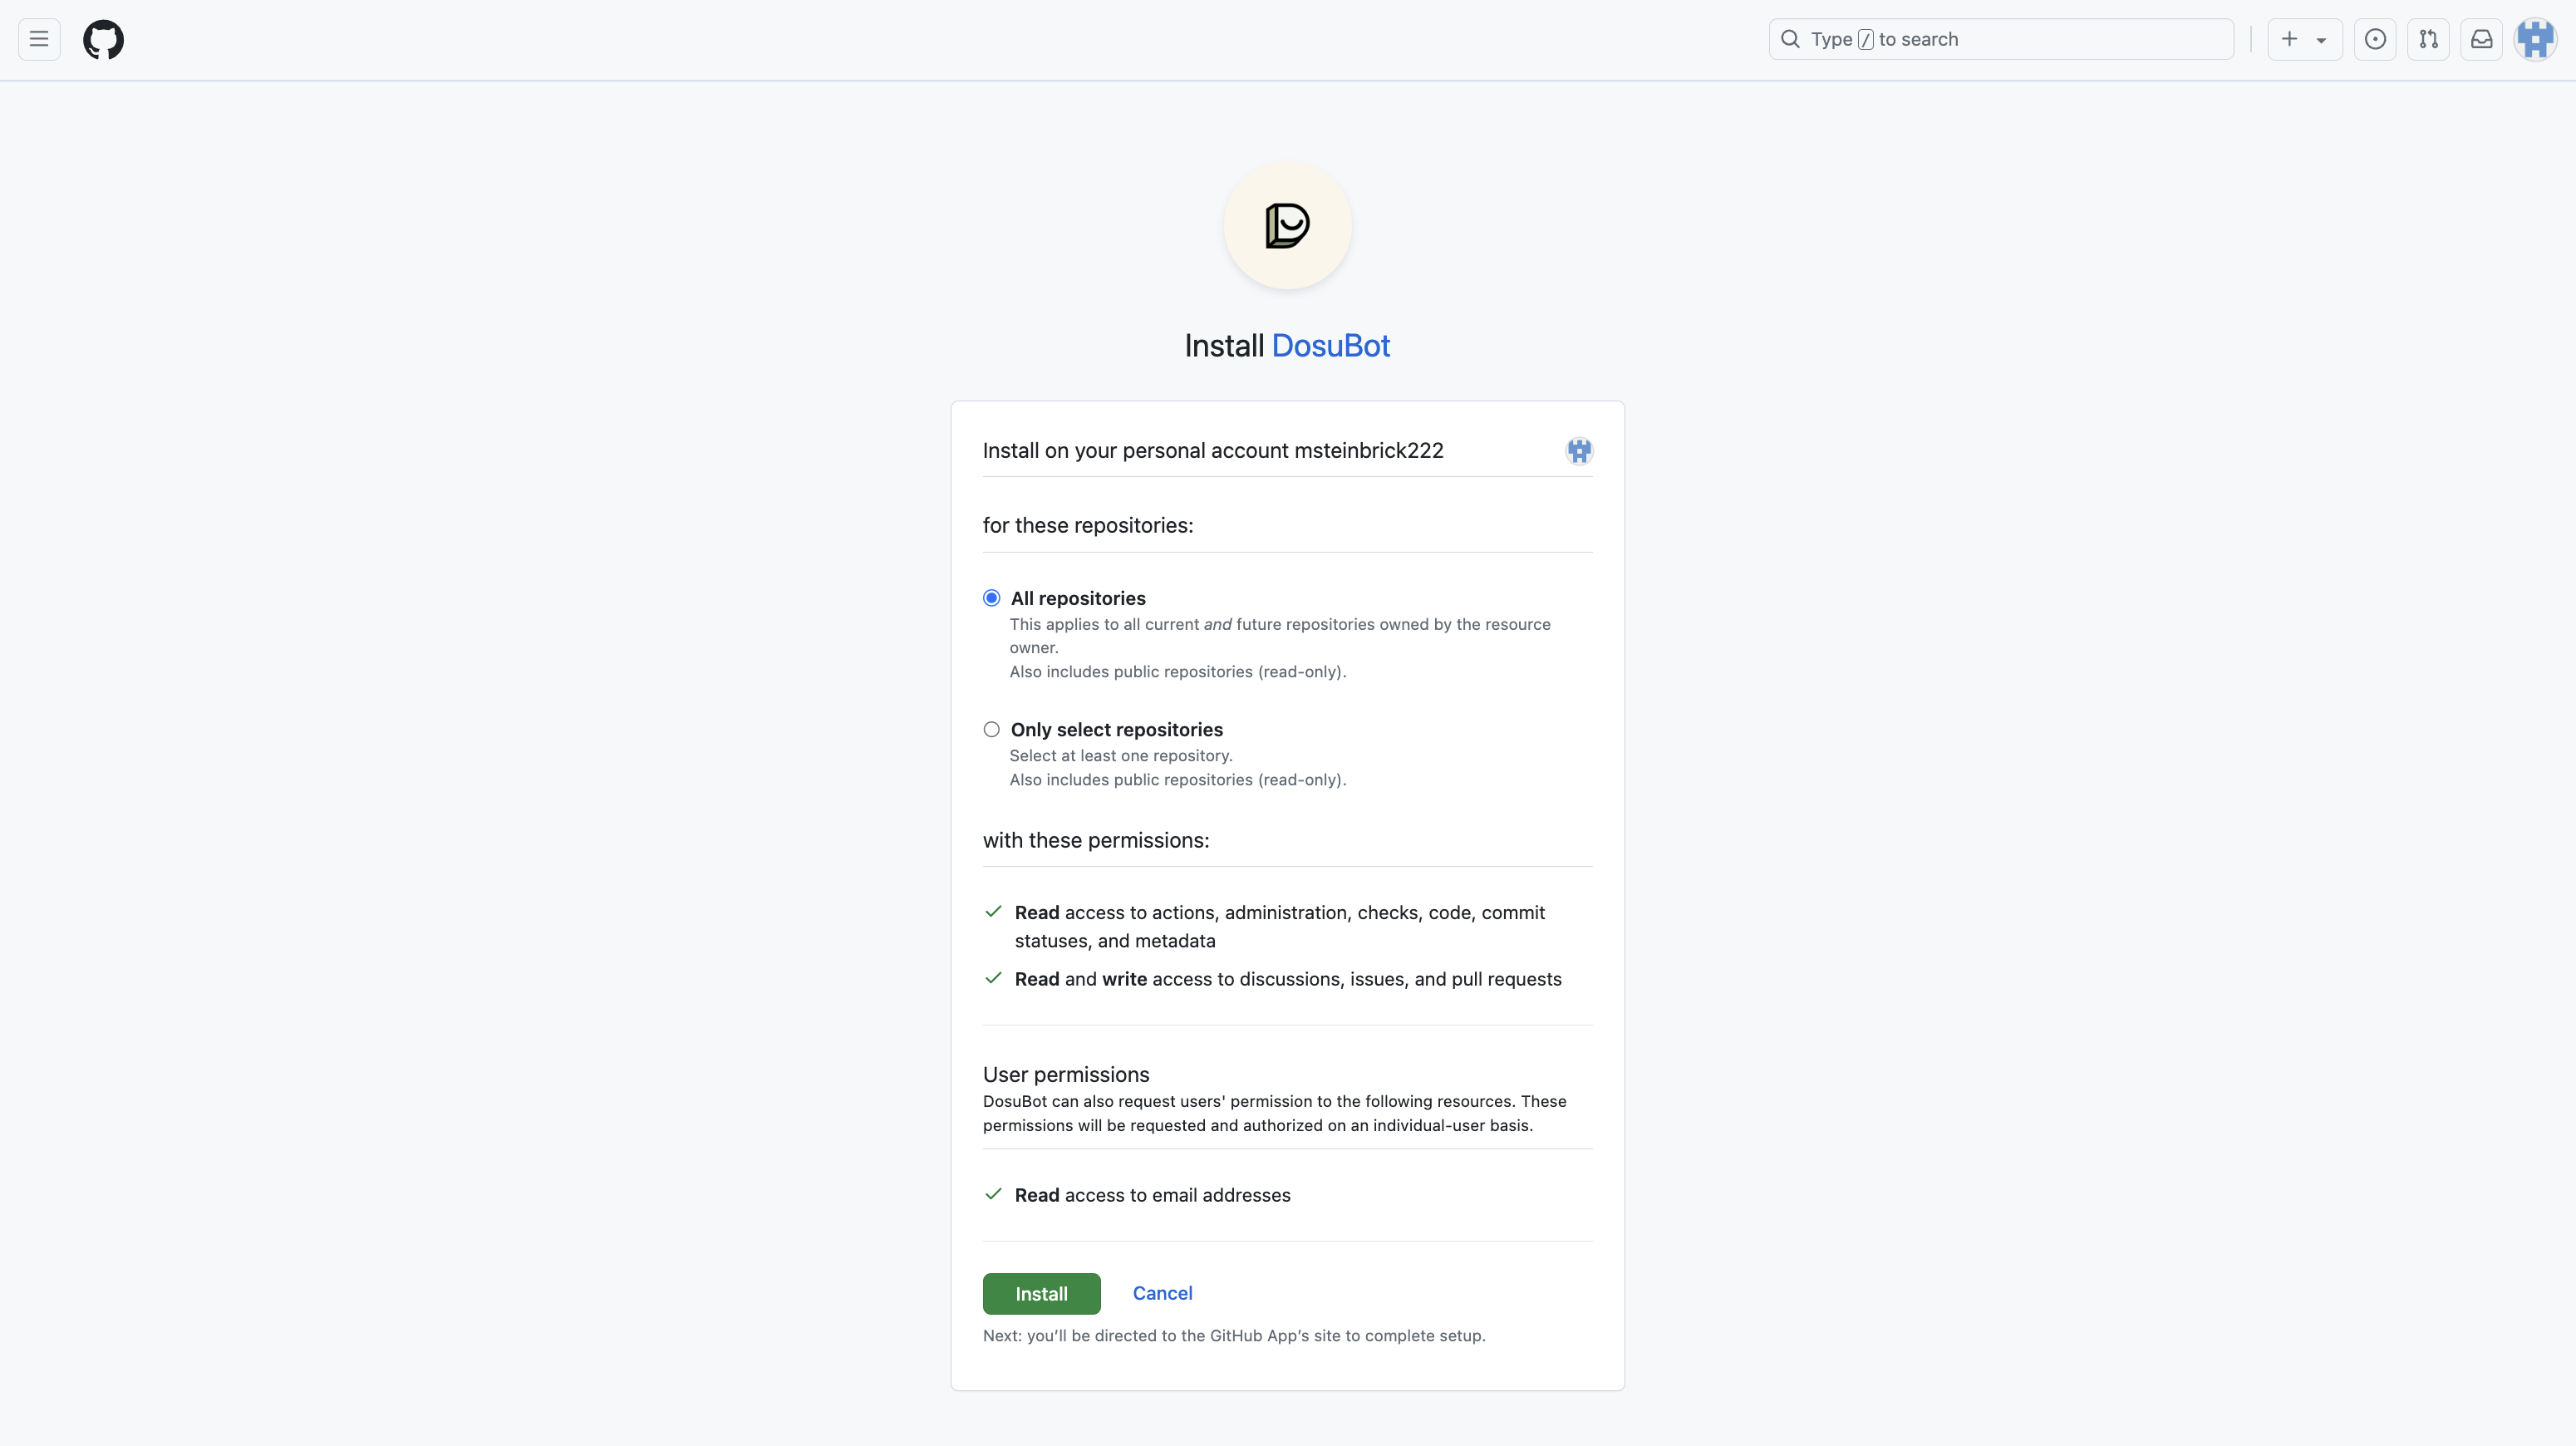 Type / to search
Install DosuBot
Install on your personal account msteinbrick222
for these repositories:
All repositories
This applies to all current and future repositories owned by the resource
owner.
Also includes public repositories (read-only).
Only select repositories
Select at least one repository.
Also includes public repositories (read-only).
with these permissions:
Read access to actions, administration, checks, code, commit
statuses, and metadata
Read and write access to discussions, issues, and pull requests
User permissions
DosuBot can also request users' permission to the following resources. These
permissions will be requested and authorized on an individual-user basis.
Read access to email addresses
Install Cancel
Next: you’ll be directed to the GitHub App’s site to complete setup.